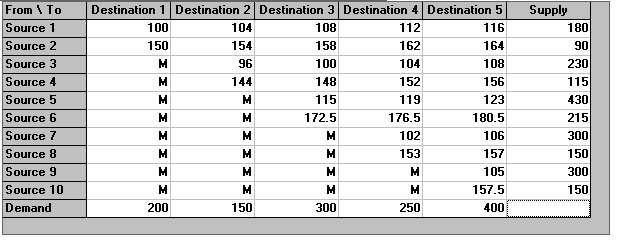 From \ To Destination 1 Destination 2 Destination 3 Destination 4 Destination 5 Supply
Source 1 100 104 108 112 116 180
Source 2 150 154 158 162 164 90
Source 3 M 96 100 104 108 230
Source 4 M 144 148 152 156 115
Source 5 M M 115 119 123 430
Source 6 M M 172.5 176.5 180.5 215
Source 7 M M M 102 106 300
Source 8 M M M 153 157 150
Source 9 M M M M 105 300
Source 10 M M M M 157.5 150
Demand 200 150 300 250 400